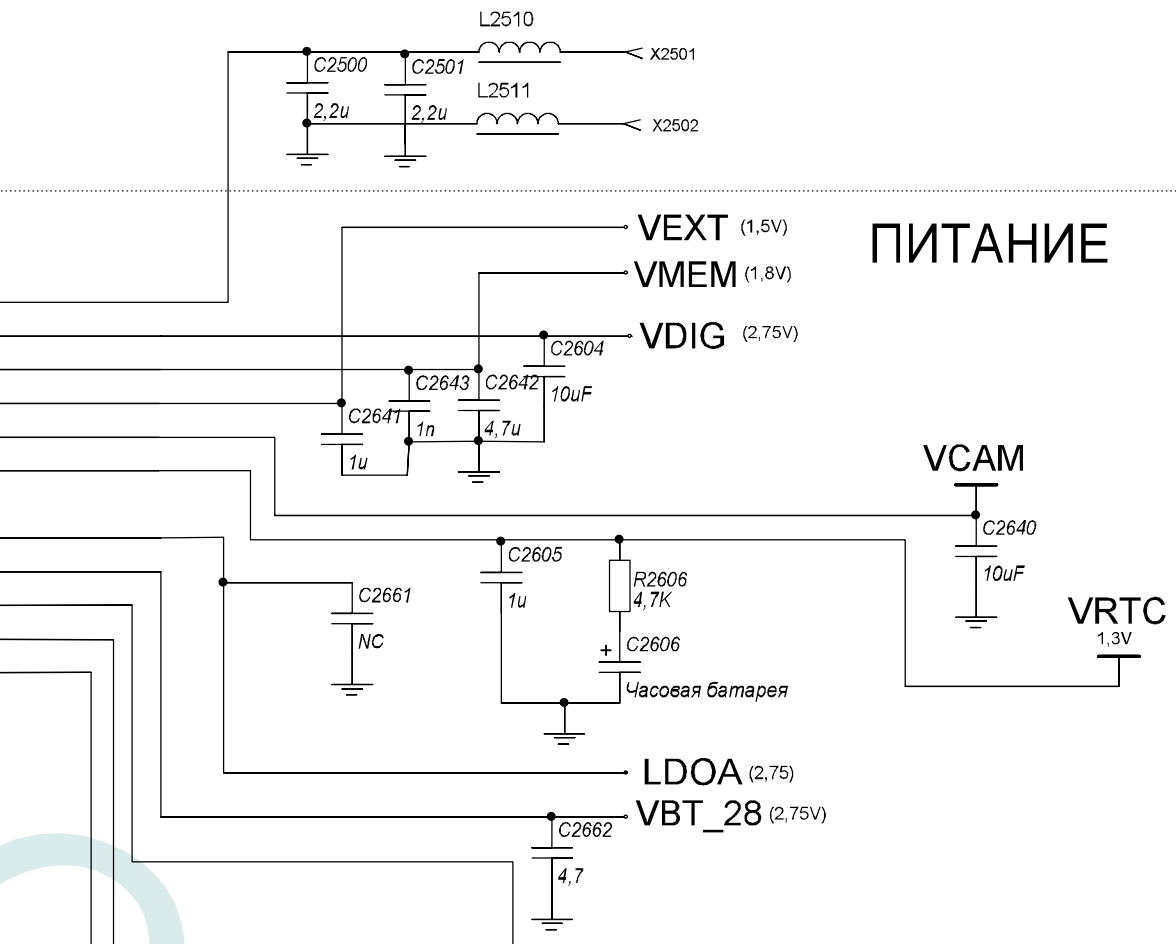 L2510
X2501
C2500
C2501
L2511
2,2u
2,2u
X2502
VEXT (1,5V)
ПИТАНИЕ
VMEM (1,8V)
VDIG (2,75V)
C2604
C2643
C2642
10uF
C2641
1n
4,7u
1u
VCAM
C2640
C2605
10uF
R2606
4,7K
C2661
1u
VRTC
1,3V
NC
+ C2606
Часовая батарея
LDOA (2,75)
VBT_28 (2,75V)
C2662
4,7